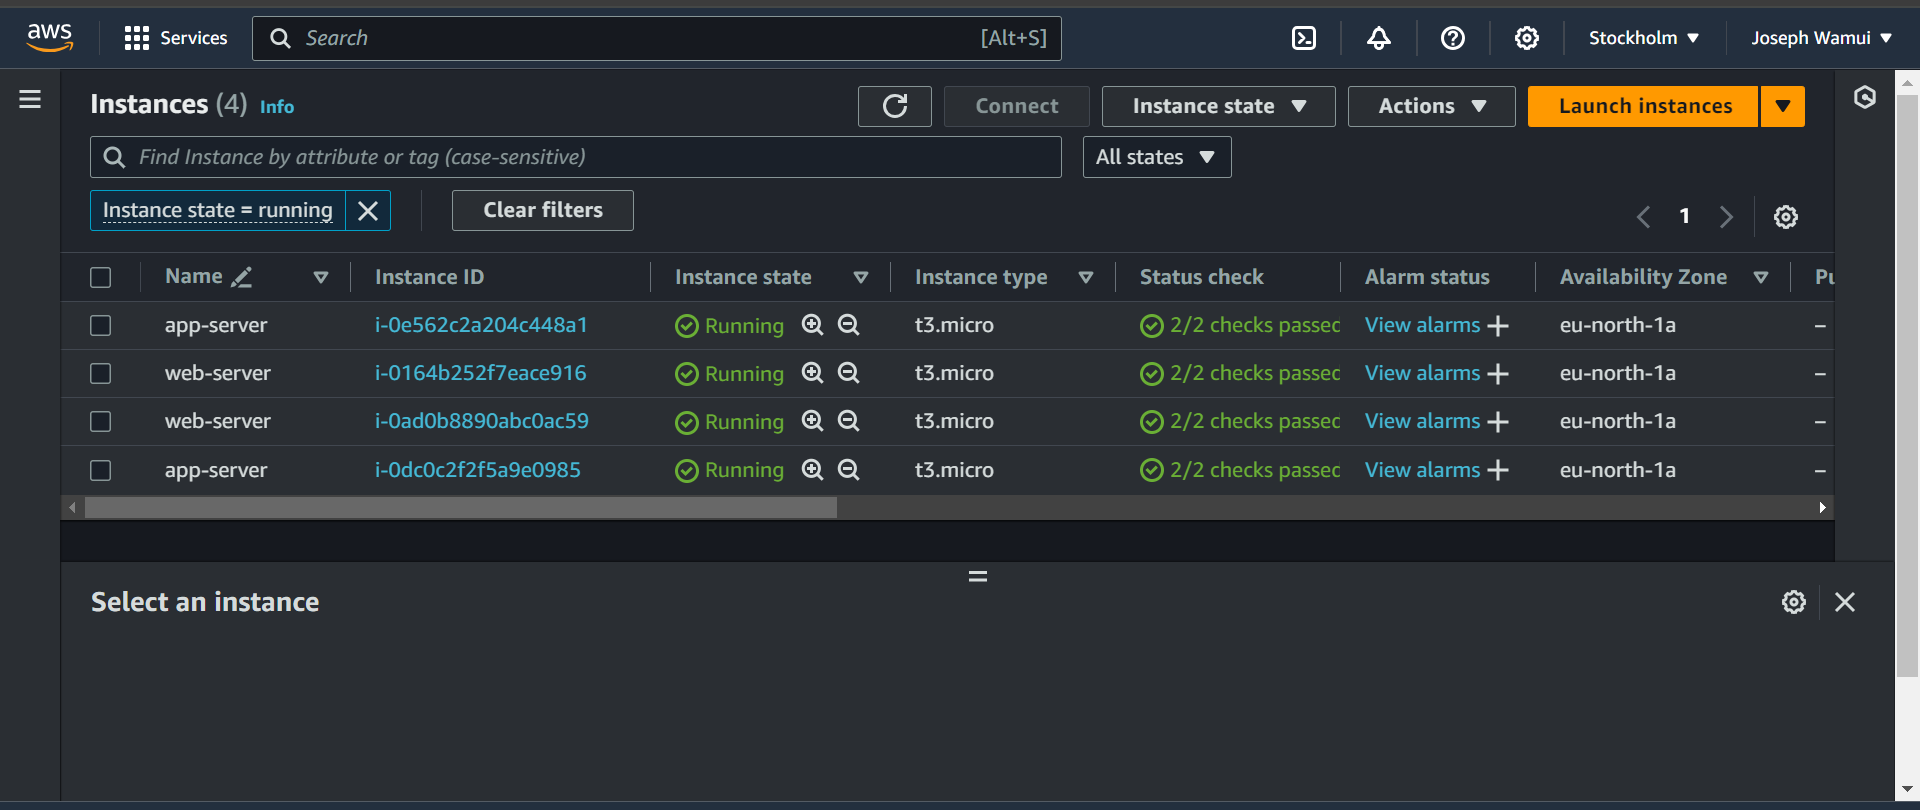 aws Services Search [Alt+S] Stockholm Joseph Wamui
Instances (4) Info Connect Instance state Actions Launch instances
Find Instance by attribute or tag (case-sensitive) All states
Instance state = running Clear filters 1
Name Instance ID Instance state Instance type Status check Alarm status Availability Zone Pu
app-server i-0e562c2a204c448a1 Running t3.micro 2/2 checks passed View alarms + eu-north-1a –
web-server i-0164b252f7eace916 Running t3.micro 2/2 checks passed View alarms + eu-north-1a –
web-server i-0ad0b8890abc0ac59 Running t3.micro 2/2 checks passed View alarms + eu-north-1a –
app-server i-0dc0c2f2f5a9e0985 Running t3.micro 2/2 checks passed View alarms + eu-north-1a –
Select an instance